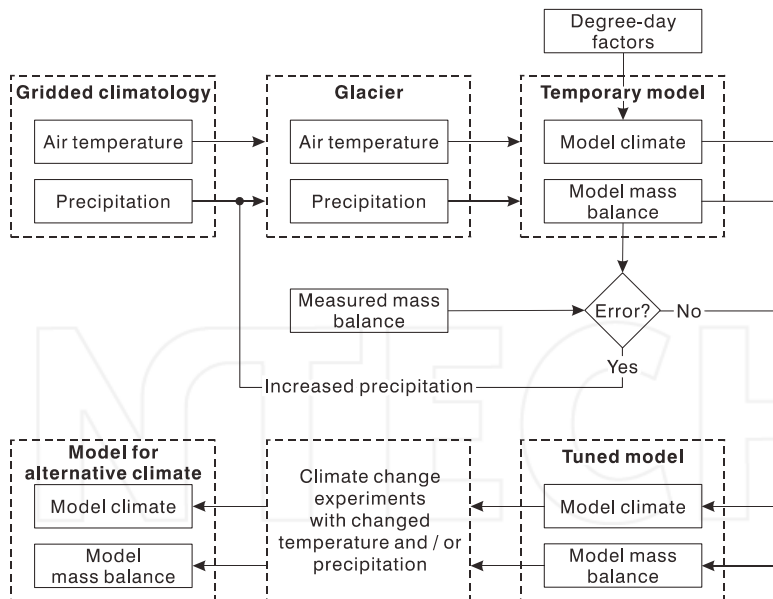 Degree-day
factors
Gridded climatology
Glacier
Temporary model
Air temperature
Air temperature
Model climate
Precipitation
Precipitation
Model mass
balance
Measured mass
balance
Error?
No
Yes
Increased precipitation
Model for
alternative climate
Model climate
Model
mass balance
Climate change
experiments
with changed
temperature and / or
precipitation
Tuned model
Model climate
Model mass
balance
NTECH